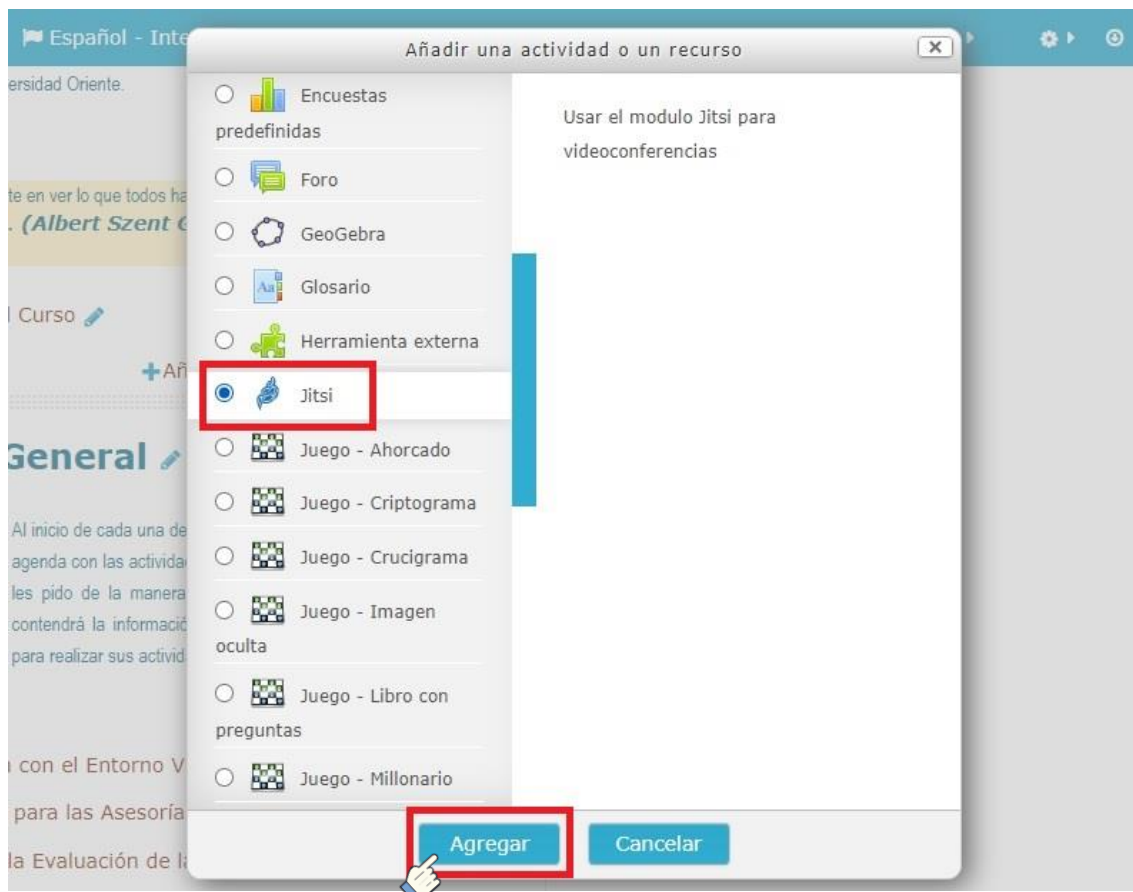 Español - Inte
Añadir una actividad o un recurso
ersidad Oriente.
te en ver lo que todos ha
. (Albert Szent G
l Curso
Añ
General
Al inicio de cada una de
agenda con las activida
les pido de la manera
contendrá la informació
para realizar sus activid
con el Entorno V
para las Asesoría
la Evaluación de l
Encuestas
predefinidas
Foro
GeoGebra
Glosario
Herramienta externa
Jitsi
Juego - Ahorcado
Juego - Criptograma
Juego - Crucigrama
Juego - Imagen
oculta
Juego - Libro con
preguntas
Juego - Millonario
Usar el modulo Jitsi para
videoconferencias
Agregar
Cancelar